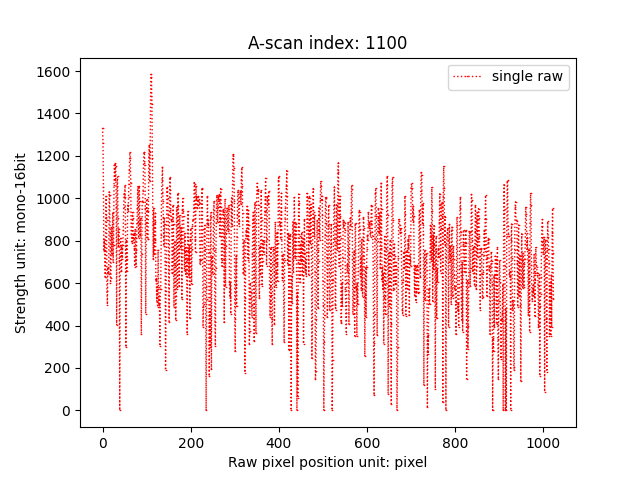 A-scan index: 1100
single raw
1600
1400
1200
1000
800
600
400
200
0
Strength unit: mono-16bit
0 200 400 600 800 1000
Raw pixel position unit: pixel